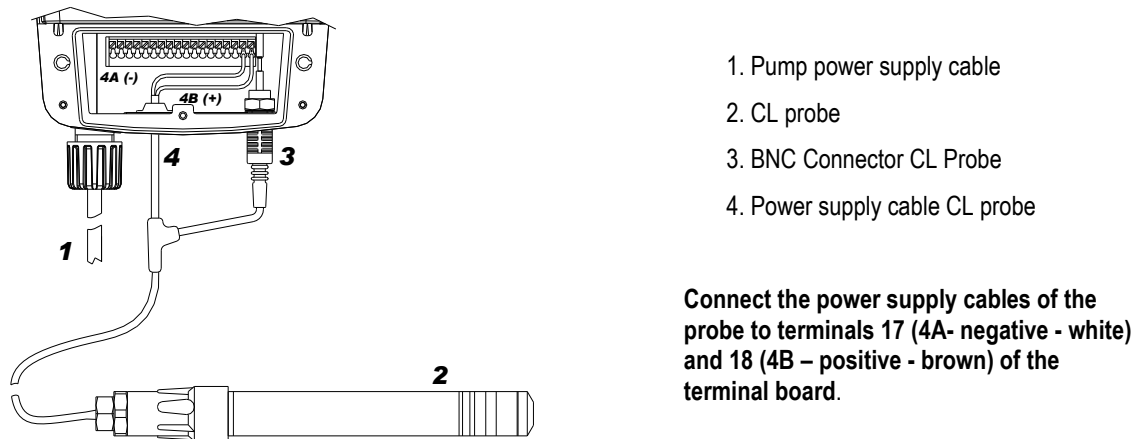 4A (-)
4B (+)
4
3
1
2
1. Pump power supply cable
2. CL probe
3. BNC Connector CL Probe
4. Power supply cable CL probe
Connect the power supply cables of the
probe to terminals 17 (4A- negative - white)
and 18 (4B – positive - brown) of the
terminal board.